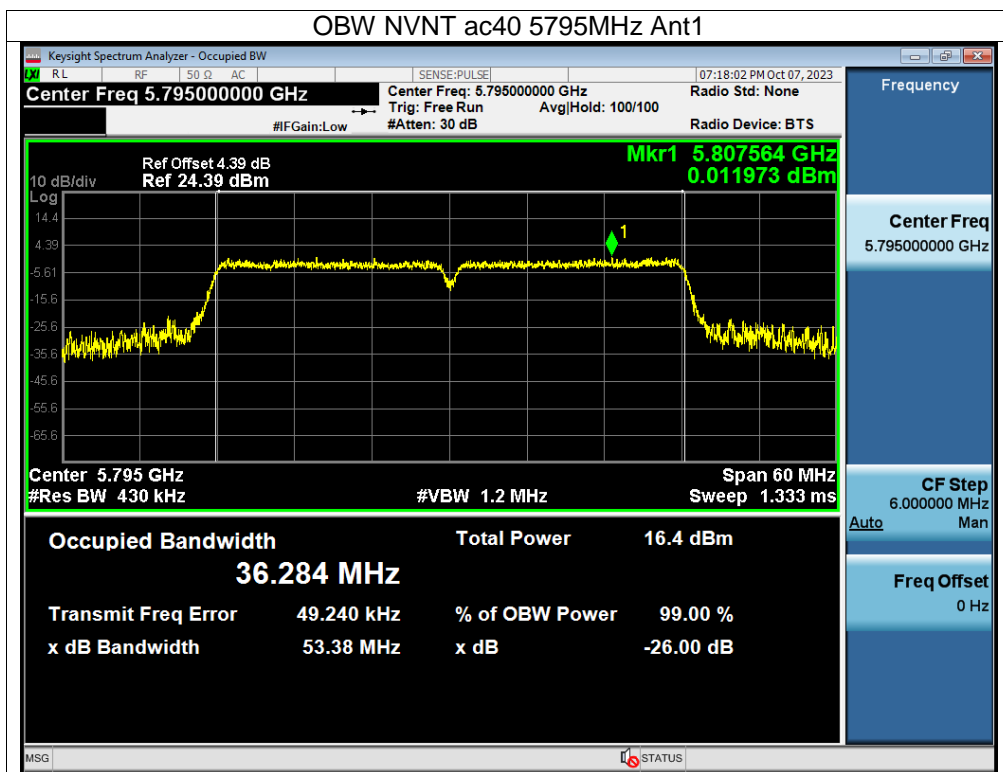 OBW NVNT ac40 5795MHz Ant1
Keysight Spectrum Analyzer - Occupied BW
LXI RL RF 50 Ω AC SENSE:PULSE 07:18:02 PM Oct 07, 2023
Center Freq 5.795000000 GHz
Center Freq: 5.795000000 GHz
Radio Std: None
Trig: Free Run Avg|Hold: 100/100
#IFGain:Low
#Atten: 30 dB
Radio Device: BTS
Mkr1 5.807564 GHz
0.011973 dBm
Ref Offset 4.39 dB
10 dB/div Ref 24.39 dBm
Log
14.4
4.39
-5.61
-15.6
-25.6
-35.6
-45.6
-55.6
-65.6
1
Center 5.795 GHz Span 60 MHz
#Res BW 430 kHz #VBW 1.2 MHz Sweep 1.333 ms
Occupied Bandwidth Total Power 16.4 dBm
36.284 MHz
Transmit Freq Error 49.240 kHz % of OBW Power 99.00 %
x dB Bandwidth 53.38 MHz x dB -26.00 dB
Frequency
Center Freq
5.795000000 GHz
CF Step
6.000000 MHz
Auto Man
Freq Offset
0 Hz
MSG STATUS